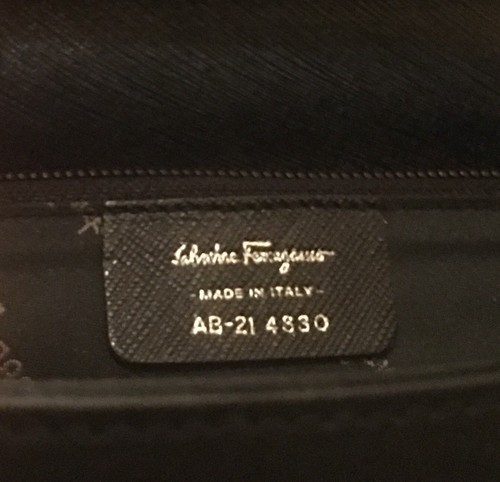 Salvatore Ferragamo
- MADE IN ITALY -
AB-21 4330